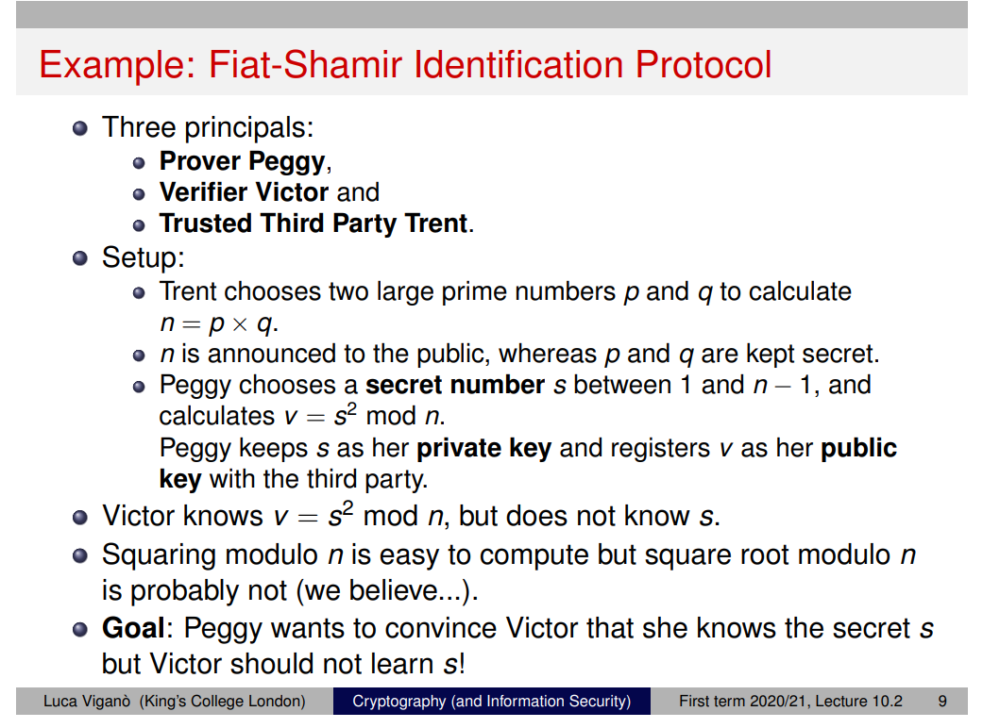 Example: Fiat-Shamir Identification Protocol
Three principals:
Prover Peggy,
Verifier Victor and
Trusted Third Party Trent.
Setup:
Trent chooses two large prime numbers p and q to calculate
n = p × q.
n is announced to the public, whereas p and q are kept secret.
Peggy chooses a secret number s between 1 and n − 1, and
calculates v = s² mod n.
Peggy keeps s as her private key and registers v as her public
key with the third party.
Victor knows v = s² mod n, but does not know s.
Squaring modulo n is easy to compute but square root modulo n
is probably not (we believe...).
Goal: Peggy wants to convince Victor that she knows the secret s
but Victor should not learn s!
Luca Viganò (King's College London) Cryptography (and Information Security) First term 2020/21, Lecture 10.2 9